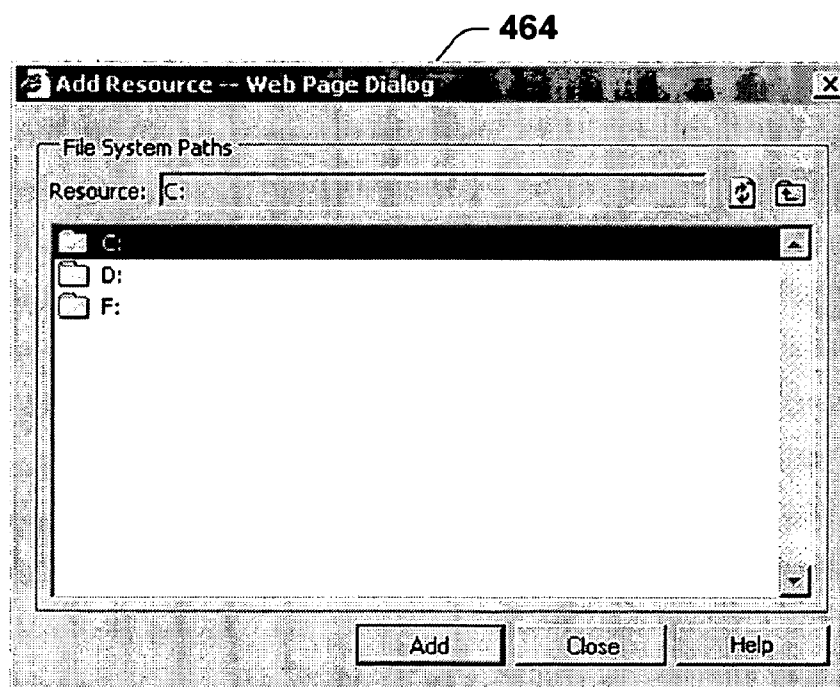 464
Add Resource -- Web Page Dialog
File System Paths
Resource: C:
C:
D:
F:
Add Close Help